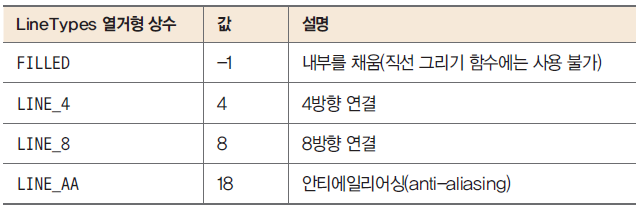 LineTypes 열거형 상수 값 설명
FILLED -1 내부를 채움(직선 그리기 함수에는 사용 불가)
LINE_4 4 4방향 연결
LINE_8 8 8방향 연결
LINE_AA 18 안티에일리어싱(anti-aliasing)